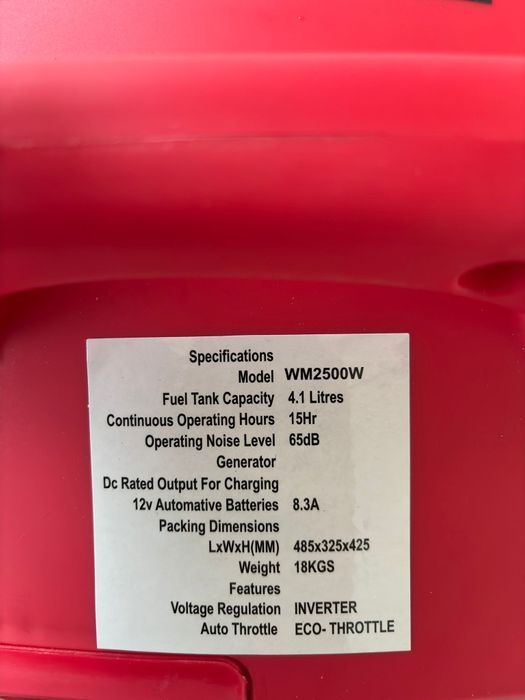 Specifications
Model WM2500W
Fuel Tank Capacity 4.1 Litres
Continuous Operating Hours 15Hr
Operating Noise Level 65dB
Generator
Dc Rated Output For Charging
12v Automative Batteries 8.3A
Packing Dimensions
LxWxH(MM) 485x325x425
Weight 18KGS
Features
Voltage Regulation INVERTER
Auto Throttle ECO- THROTTLE